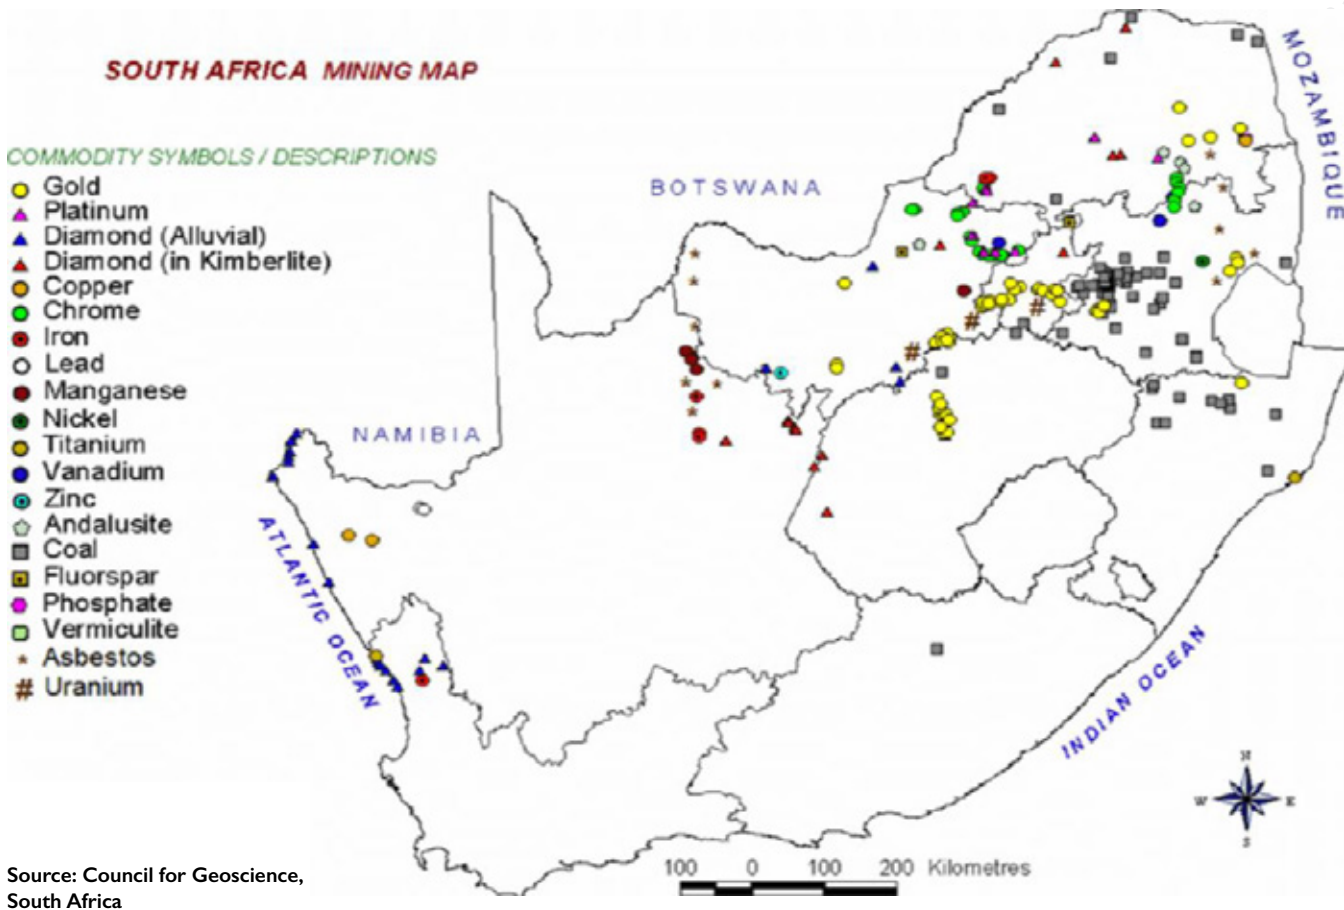 SOUTH AFRICA MINING MAP
COMMODITY SYMBOLS / DESCRIPTIONS
Gold
Platinum
Diamond (Alluvial)
Diamond (in Kimberlite)
Copper
Chrome
Iron
Lead
Manganese
Nickel
Titanium
Vanadium
Zinc
Andalusite
Coal
Fluorspar
Phosphate
Vermiculite
Asbestos
# Uranium
BOTSWANA
MOZAMBIQUE
NAMIBIA
ATLANTIC OCEAN
INDIAN OCEAN
N
W E
S
100 0 100 200 Kilometres
Source: Council for Geoscience,
South Africa